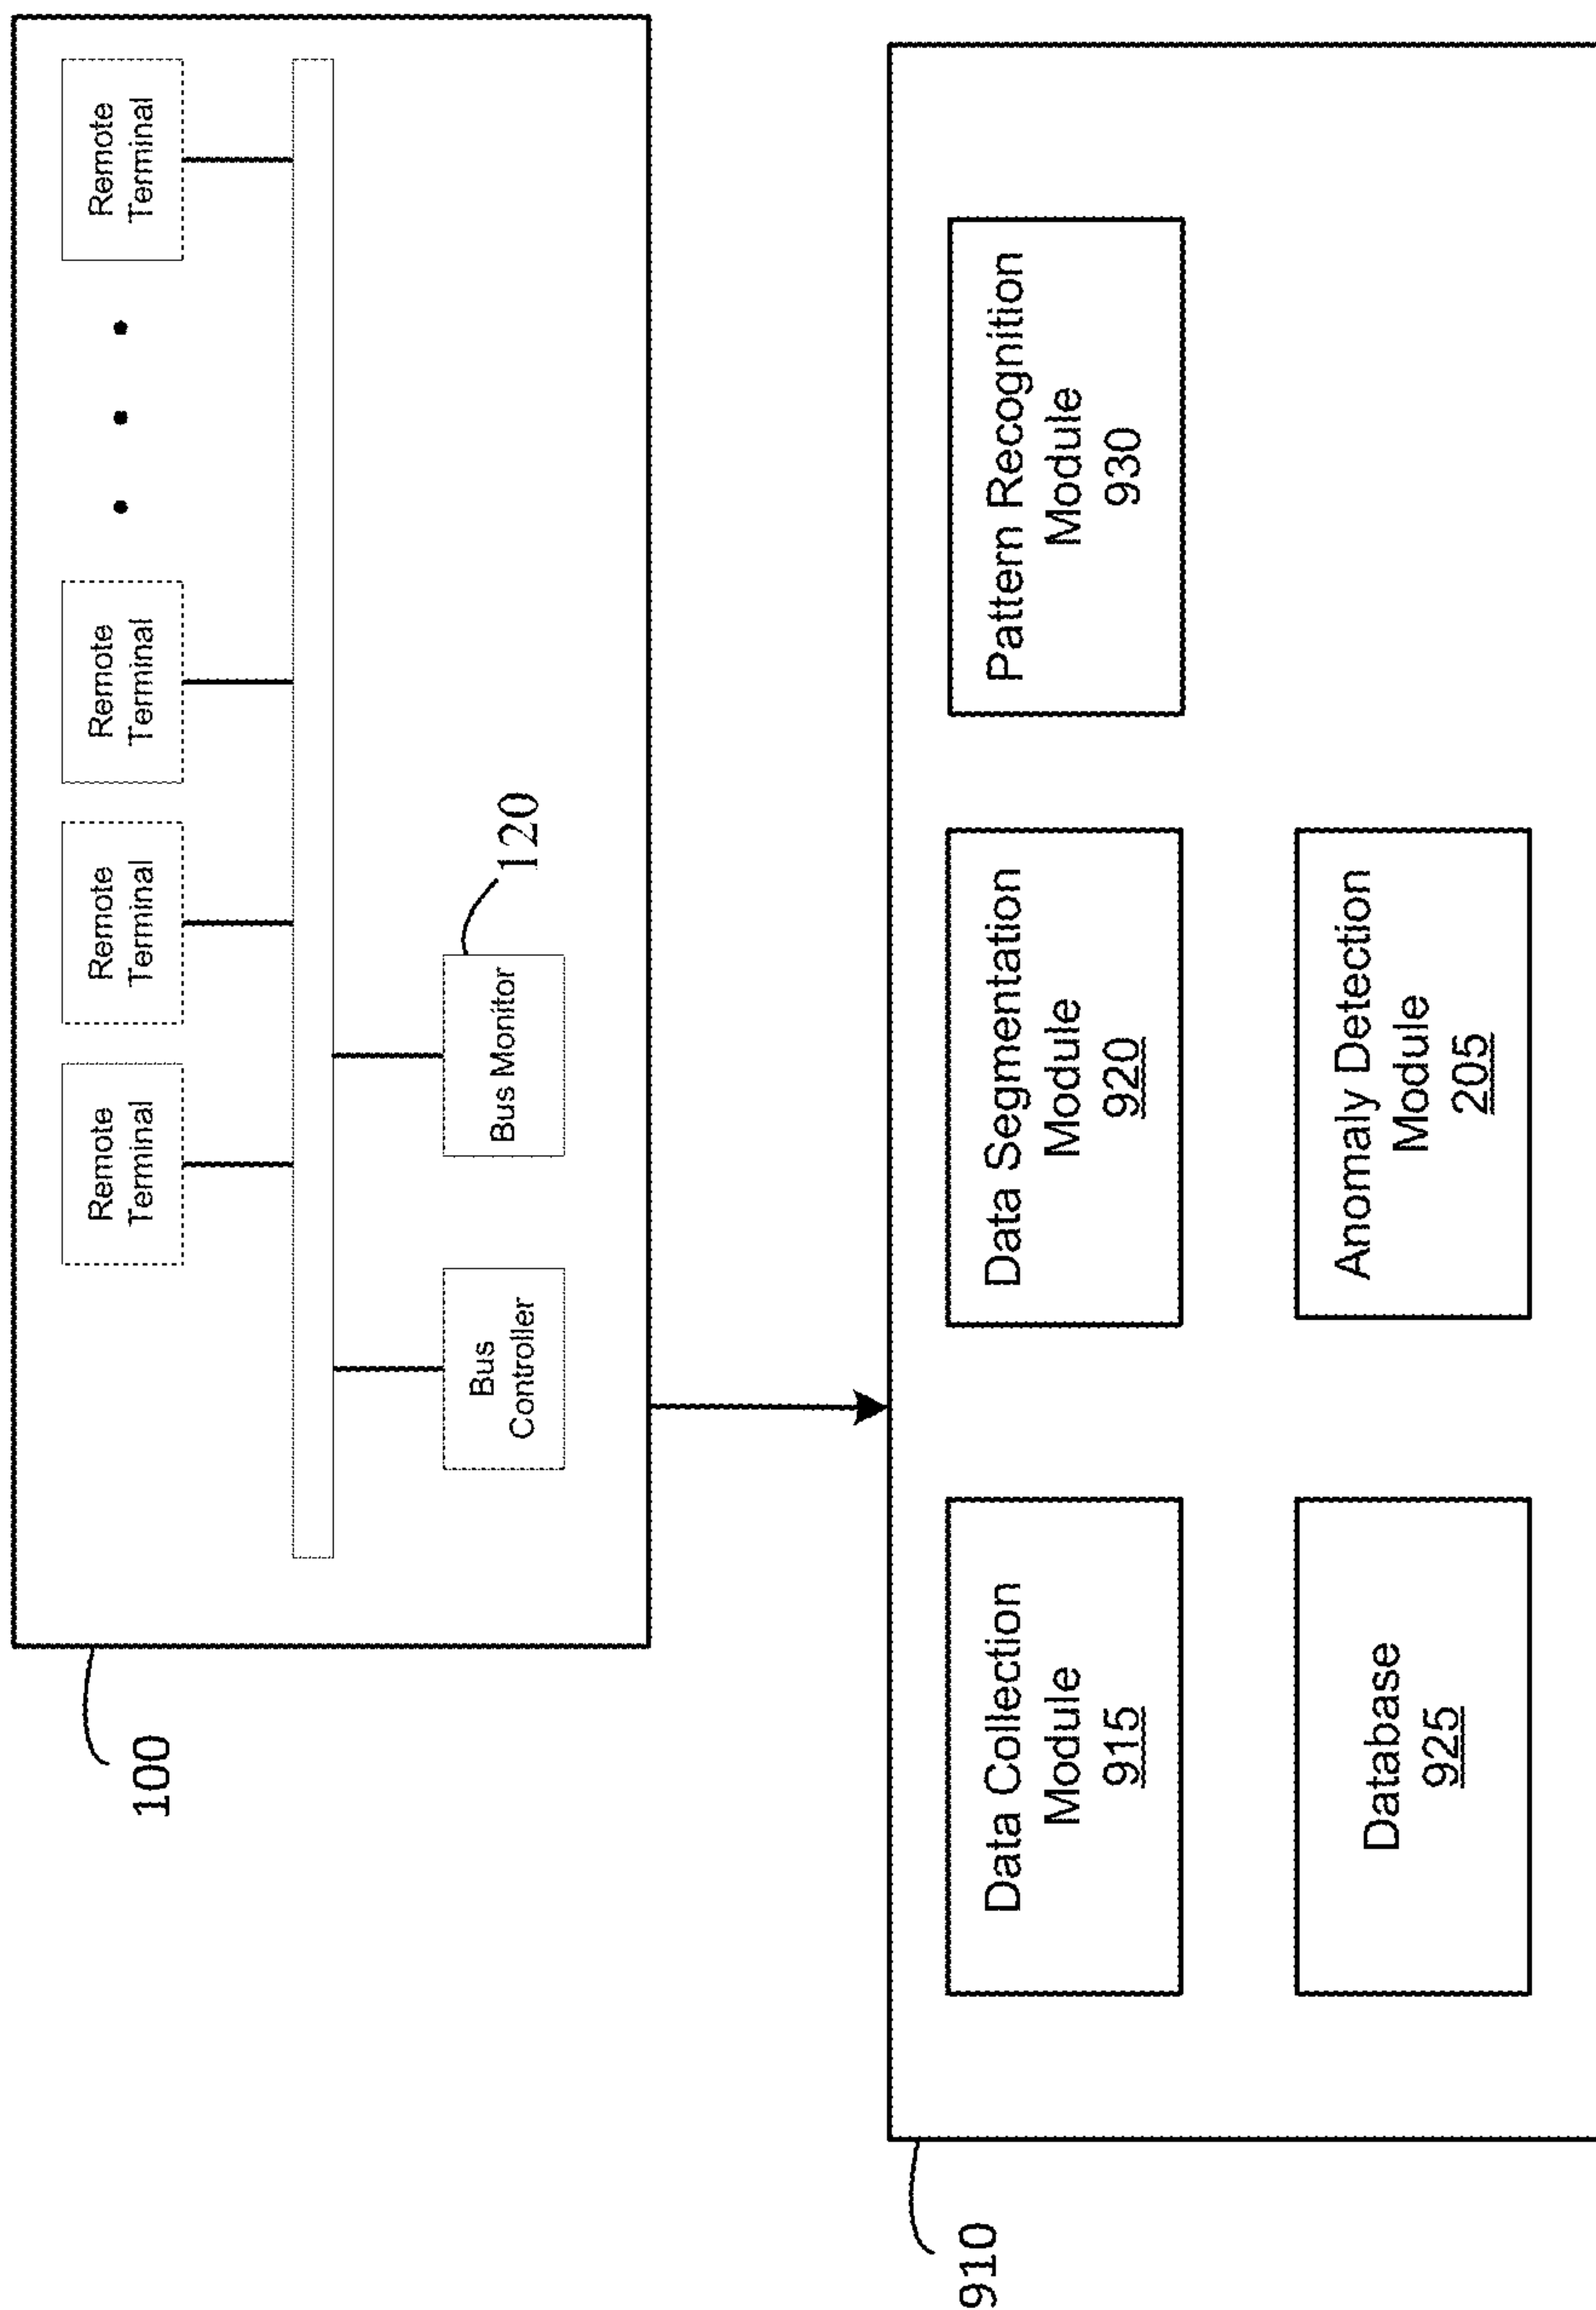 Remote
Terminal
Remote
Terminal
Remote
Terminal
Remote
Terminal
Bus
Controller
Bus Monitor
120
100
Data Collection
Module
915
Data Segmentation
Module
920
Pattern Recognition
Module
930
Database
925
Anomaly Detection
Module
205
910